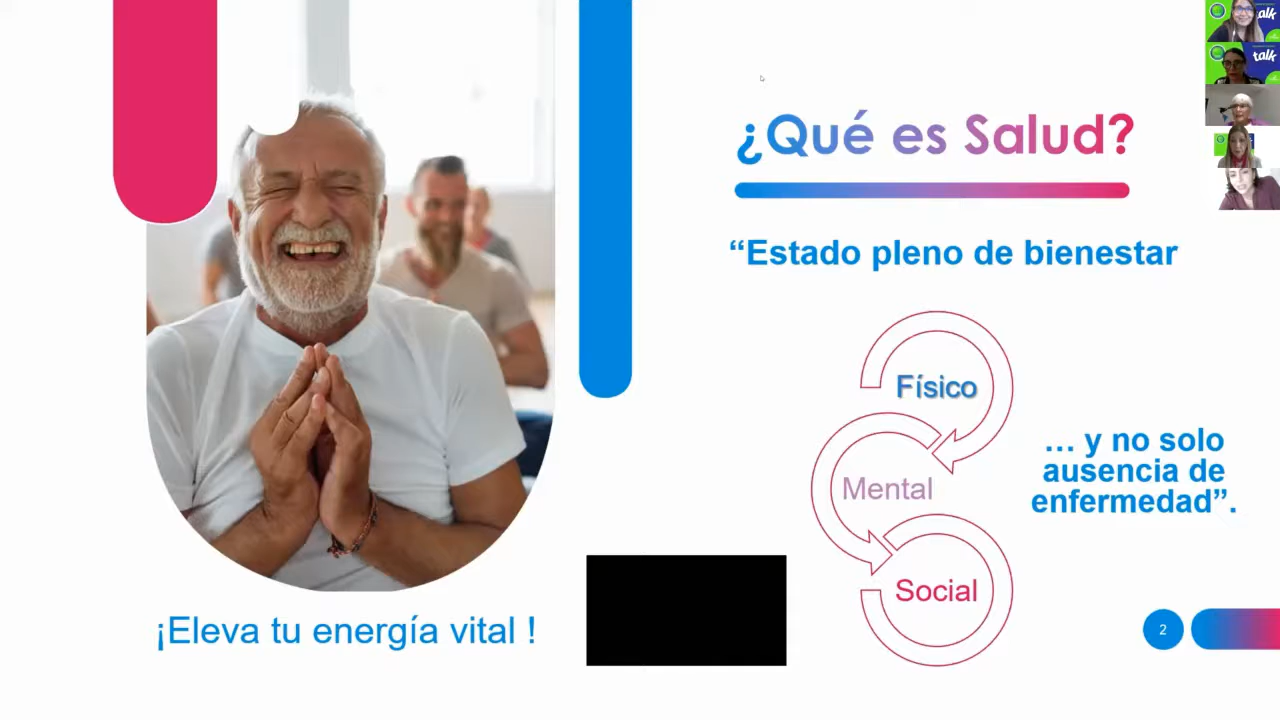 ¿Qué es Salud?
“Estado pleno de bienestar
Físico
Mental
Social
… y no solo
ausencia de
enfermedad”.
¡Eleva tu energía vital !
2
talk